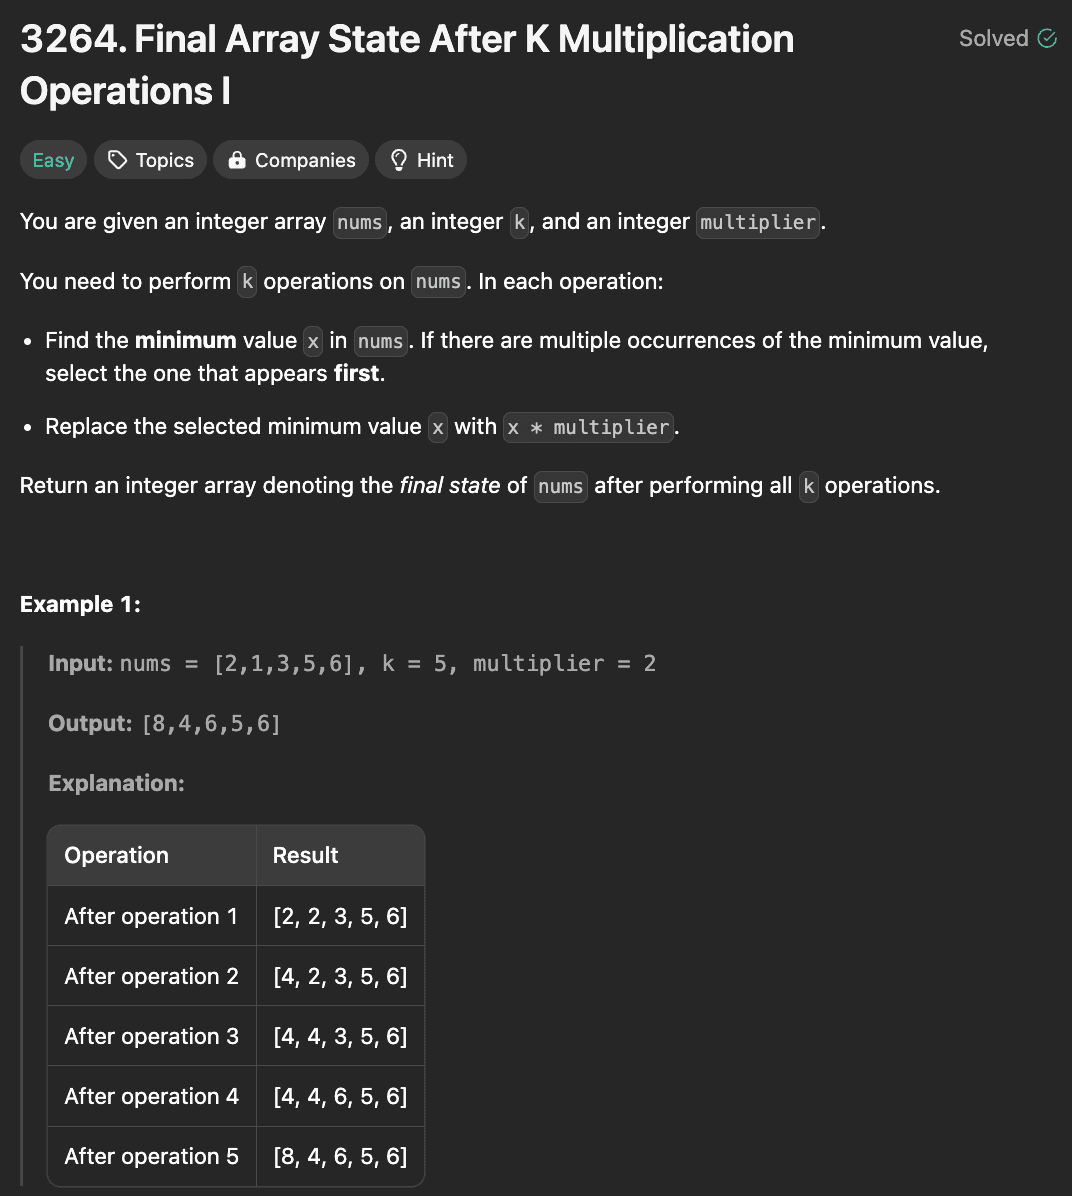 3264. Final Array State After K Multiplication
Operations I
Solved
Easy
Topics
Companies
Hint
You are given an integer array nums, an integer k, and an integer multiplier.
You need to perform k operations on nums. In each operation:
• Find the minimum value x in nums. If there are multiple occurrences of the minimum value,
select the one that appears first.
• Replace the selected minimum value x with x * multiplier.
Return an integer array denoting the final state of nums after performing all k operations.
Example 1:
Input: nums = [2,1,3,5,6], k = 5, multiplier = 2
Output: [8,4,6,5,6]
Explanation:
Operation Result
After operation 1 [2, 2, 3, 5, 6]
After operation 2 [4, 2, 3, 5, 6]
After operation 3 [4, 4, 3, 5, 6]
After operation 4 [4, 4, 6, 5, 6]
After operation 5 [8, 4, 6, 5, 6]